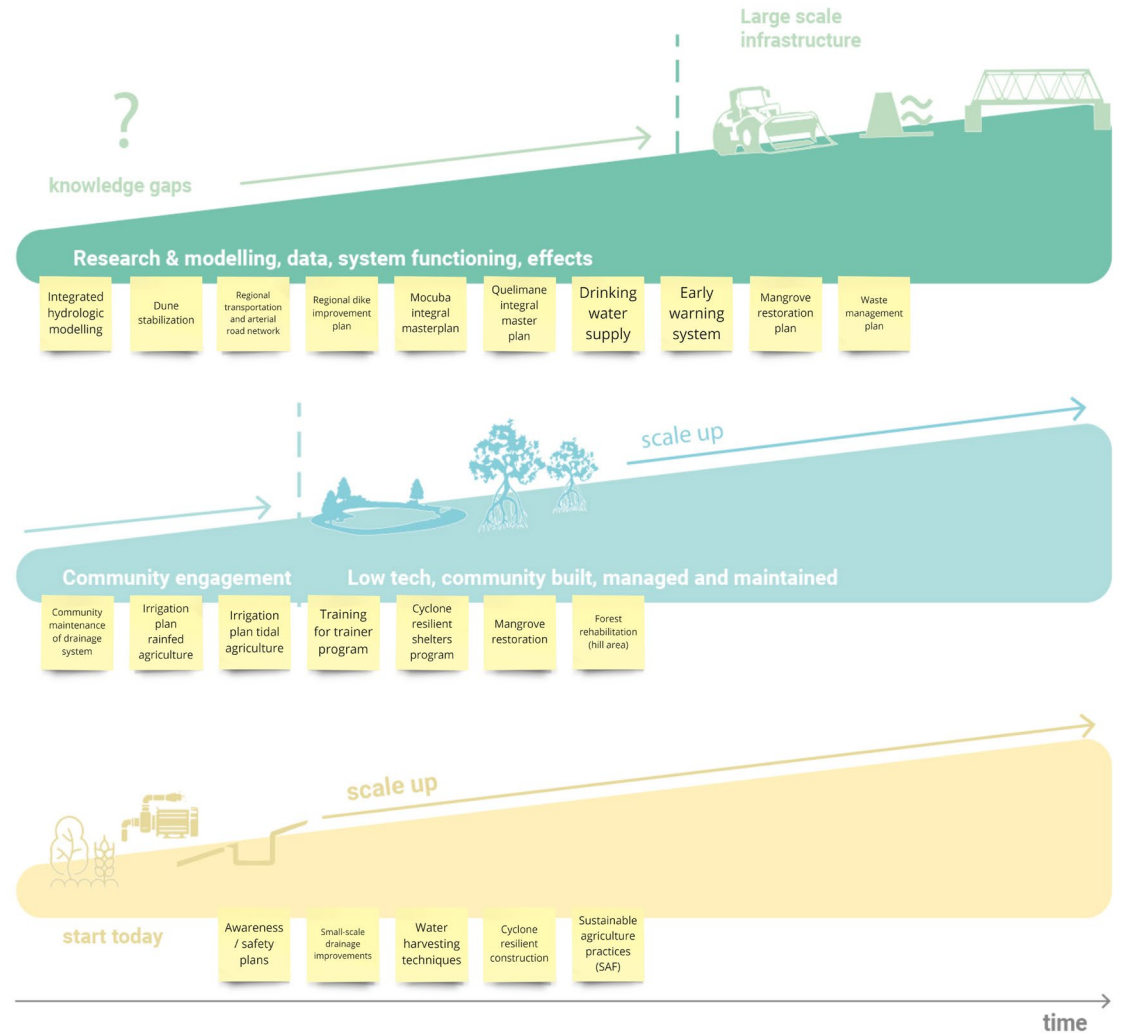 Large scale
infrastructure
?
knowledge gaps
Research & modelling, data, system functioning, effects
Integrated
hydrologic
modelling
Dune
stabilization
Regional
transportation
and arterial
road network
Regional dike
improvement
plan
Mocuba
integral
masterplan
Quelimane
integral
master
plan
Drinking
water
supply
Early
warning
system
Mangrove
restoration
plan
Waste
management
plan
scale up
Community engagement
Low tech, community built, managed and maintained
Community
maintenance
of drainage
system
Irrigation
plan
rainfed
agriculture
Irrigation
plan tidal
agriculture
Training
for trainer
program
Cyclone
resilient
shelters
program
Mangrove
restoration
Forest
rehabilitation
(hill area)
scale up
start today
Awareness
/ safety
plans
Small-scale
drainage
improvements
Water
harvesting
techniques
Cyclone
resilient
construction
Sustainable
agriculture
practices
(SAF)
time